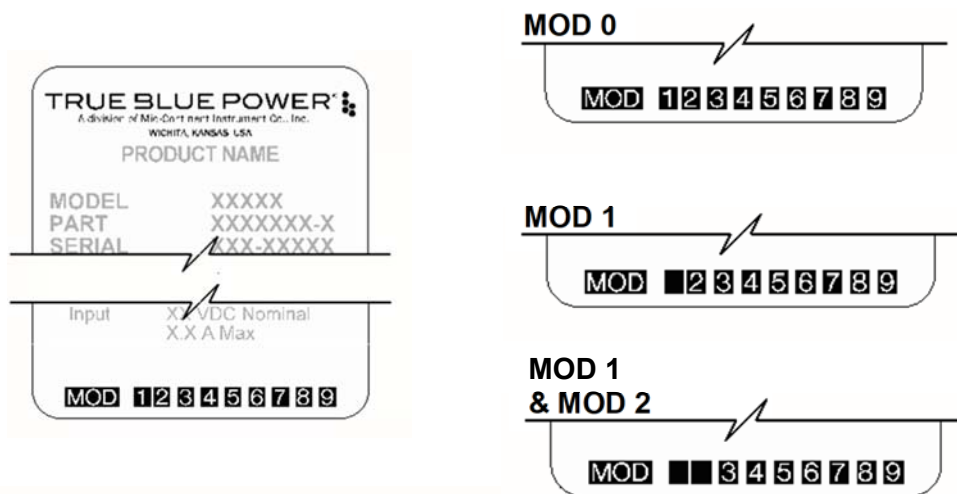 TRUE BLUE POWER
A division of Mid-Continent Instrument Co., Inc.
WICHITA, KANSAS USA
PRODUCT NAME
MODEL XXXXX
PART XXXXXXX-X
SERIAL XXX-XXXXX
Input XX VDC Nominal
X.X A Max
MOD 1 2 3 4 5 6 7 8 9
MOD 0
MOD 1 2 3 4 5 6 7 8 9
MOD 1
MOD 2 3 4 5 6 7 8 9
MOD 1
& MOD 2
MOD 3 4 5 6 7 8 9